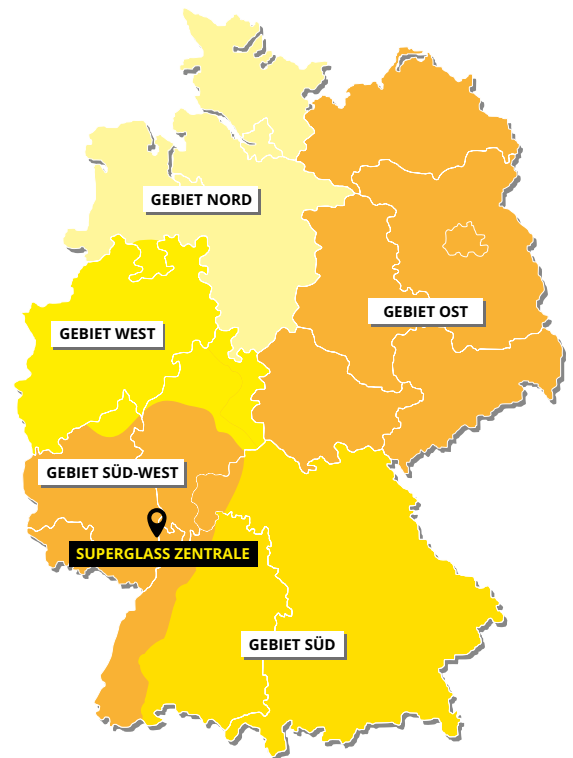 GEBIET NORD
GEBIET OST
GEBIET WEST
GEBIET SÜD-WEST
SUPERGLASS ZENTRALE
GEBIET SÜD